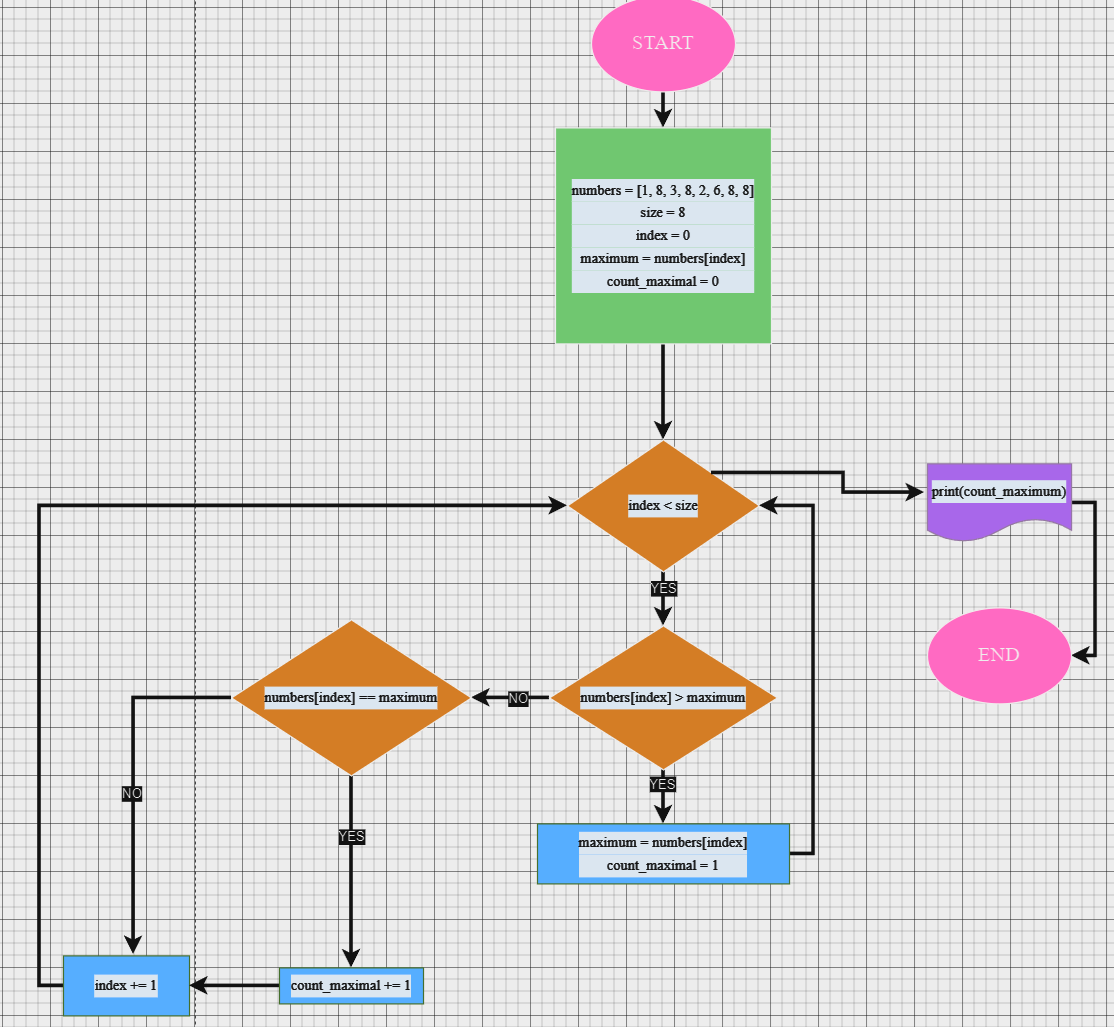 START
numbers = [1, 8, 3, 8, 2, 6, 8, 8]
size = 8
index = 0
maximum = numbers[index]
count_maximal = 0
index < size
print(count_maximum)
YES
END
numbers[index] == maximum
NO
numbers[index] > maximum
NO
YES
YES
maximum = numbers[imdex]
count_maximal = 1
index += 1
count_maximal += 1